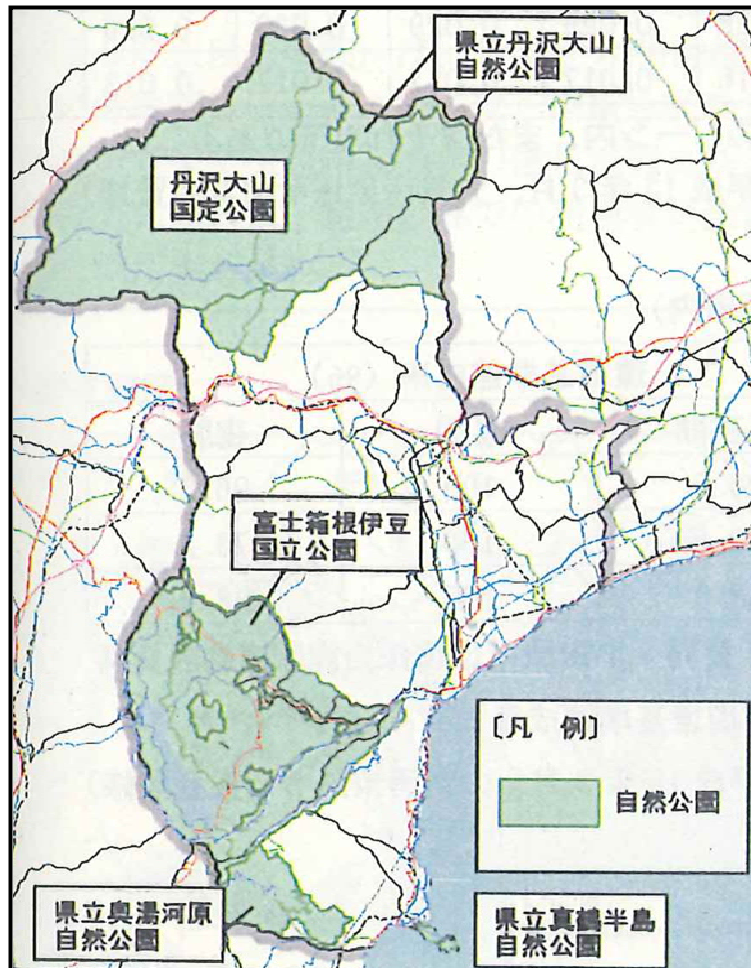 県立丹沢大山
自然公園
丹沢大山
国定公園
富士箱根伊豆
国立公園
〔凡 例〕
自然公園
県立奥湯河原
自然公園
県立真鶴半島
自然公園